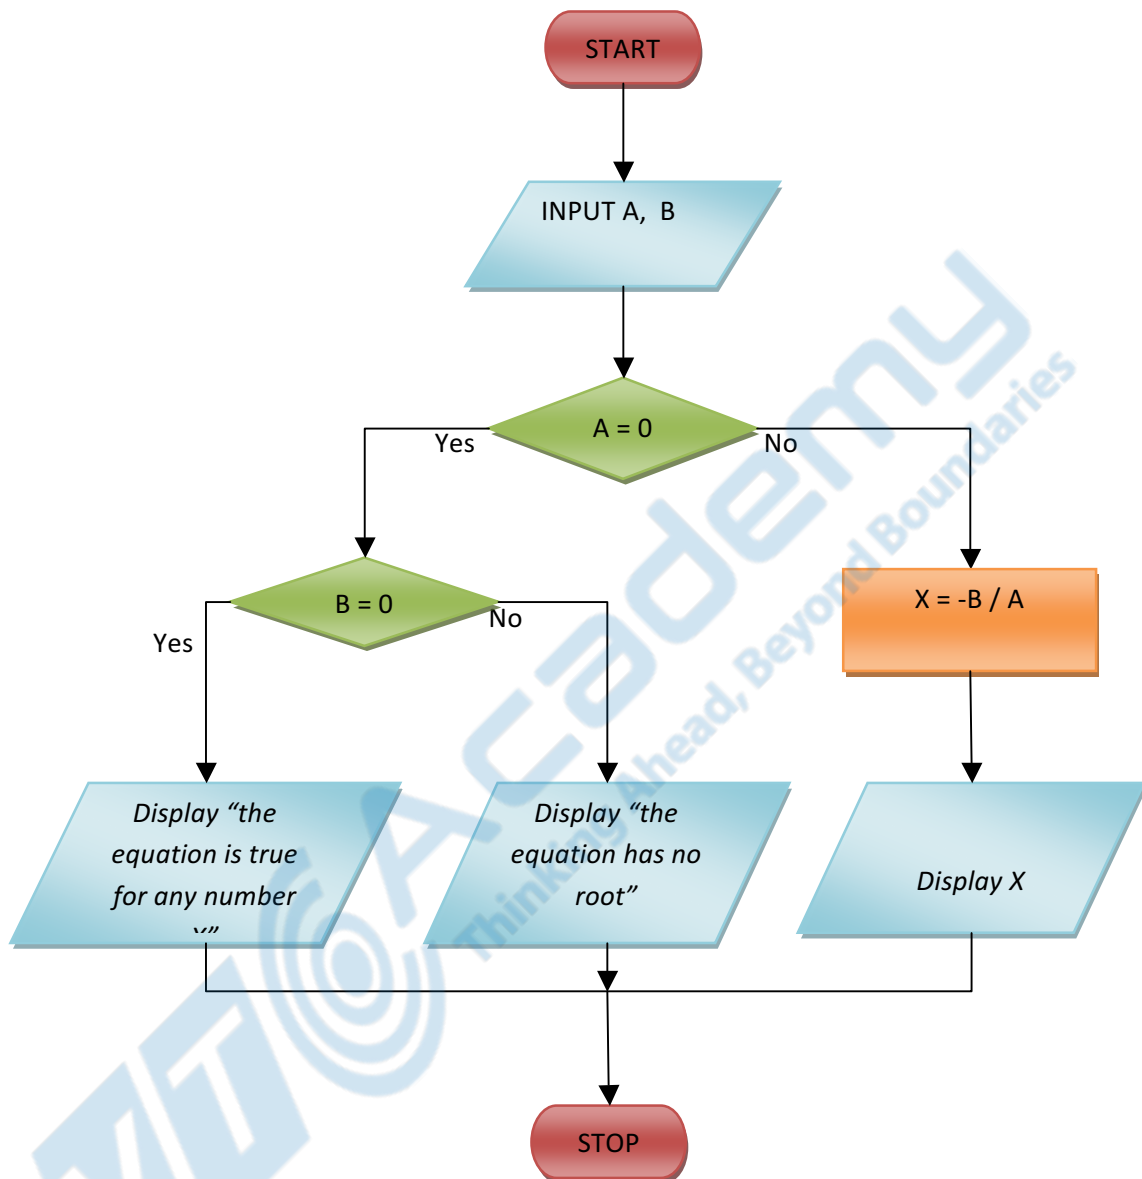 START
INPUT A, B
A = 0
Yes
No
B = 0
Yes
No
X = -B / A
Display “the
equation is true
for any number
Display “the
equation has no
root”
Display X
STOP
Academy
Thinking Ahead, Beyond Boundaries